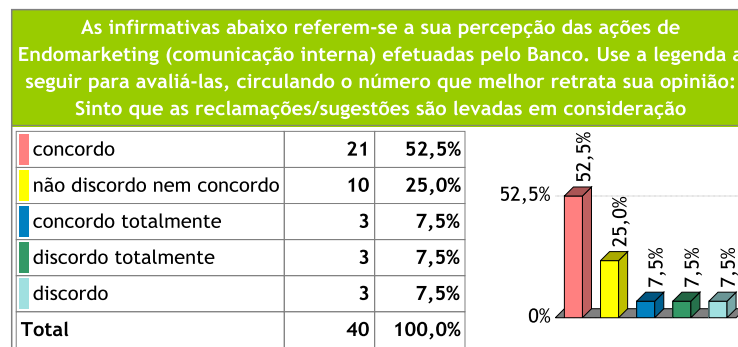 As infirmativas abaixo referem-se a sua percepção das ações de
Endomarketing (comunicação interna) efetuadas pelo Banco. Use a legenda a
seguir para avaliá-las, circulando o número que melhor retrata sua opinião:
Sinto que as reclamações/sugestões são levadas em consideração
concordo 21 52,5%
não discordo nem concordo 10 25,0%
concordo totalmente 3 7,5%
discordo totalmente 3 7,5%
discordo 3 7,5%
Total 40 100,0%
52,5%
0%
52,5%
25,0%
7,5%
7,5%
7,5%